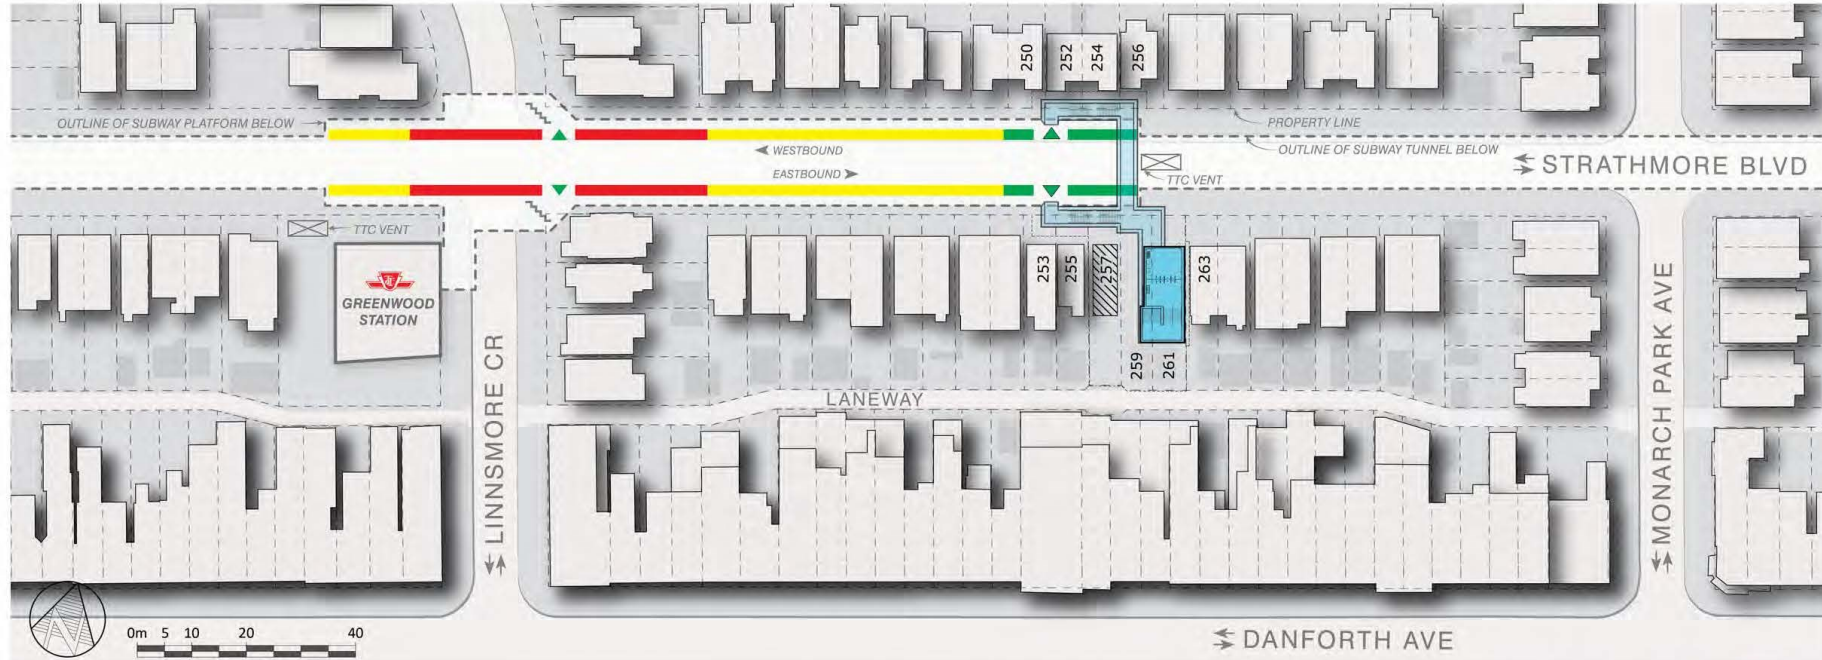 250
252
254
256
OUTLINE OF SUBWAY PLATFORM BELOW
PROPERTY LINE
WESTBOUND
OUTLINE OF SUBWAY TUNNEL BELOW
EASTBOUND
STRATHMORE BLVD
TTC VENT
TTC VENT
253
255
257
263
GREENWOOD
STATION
259
261
LANEWAY
LINNSMORE CR
MONARCH PARK AVE
0m 5 10 20 40
DANFORTH AVE